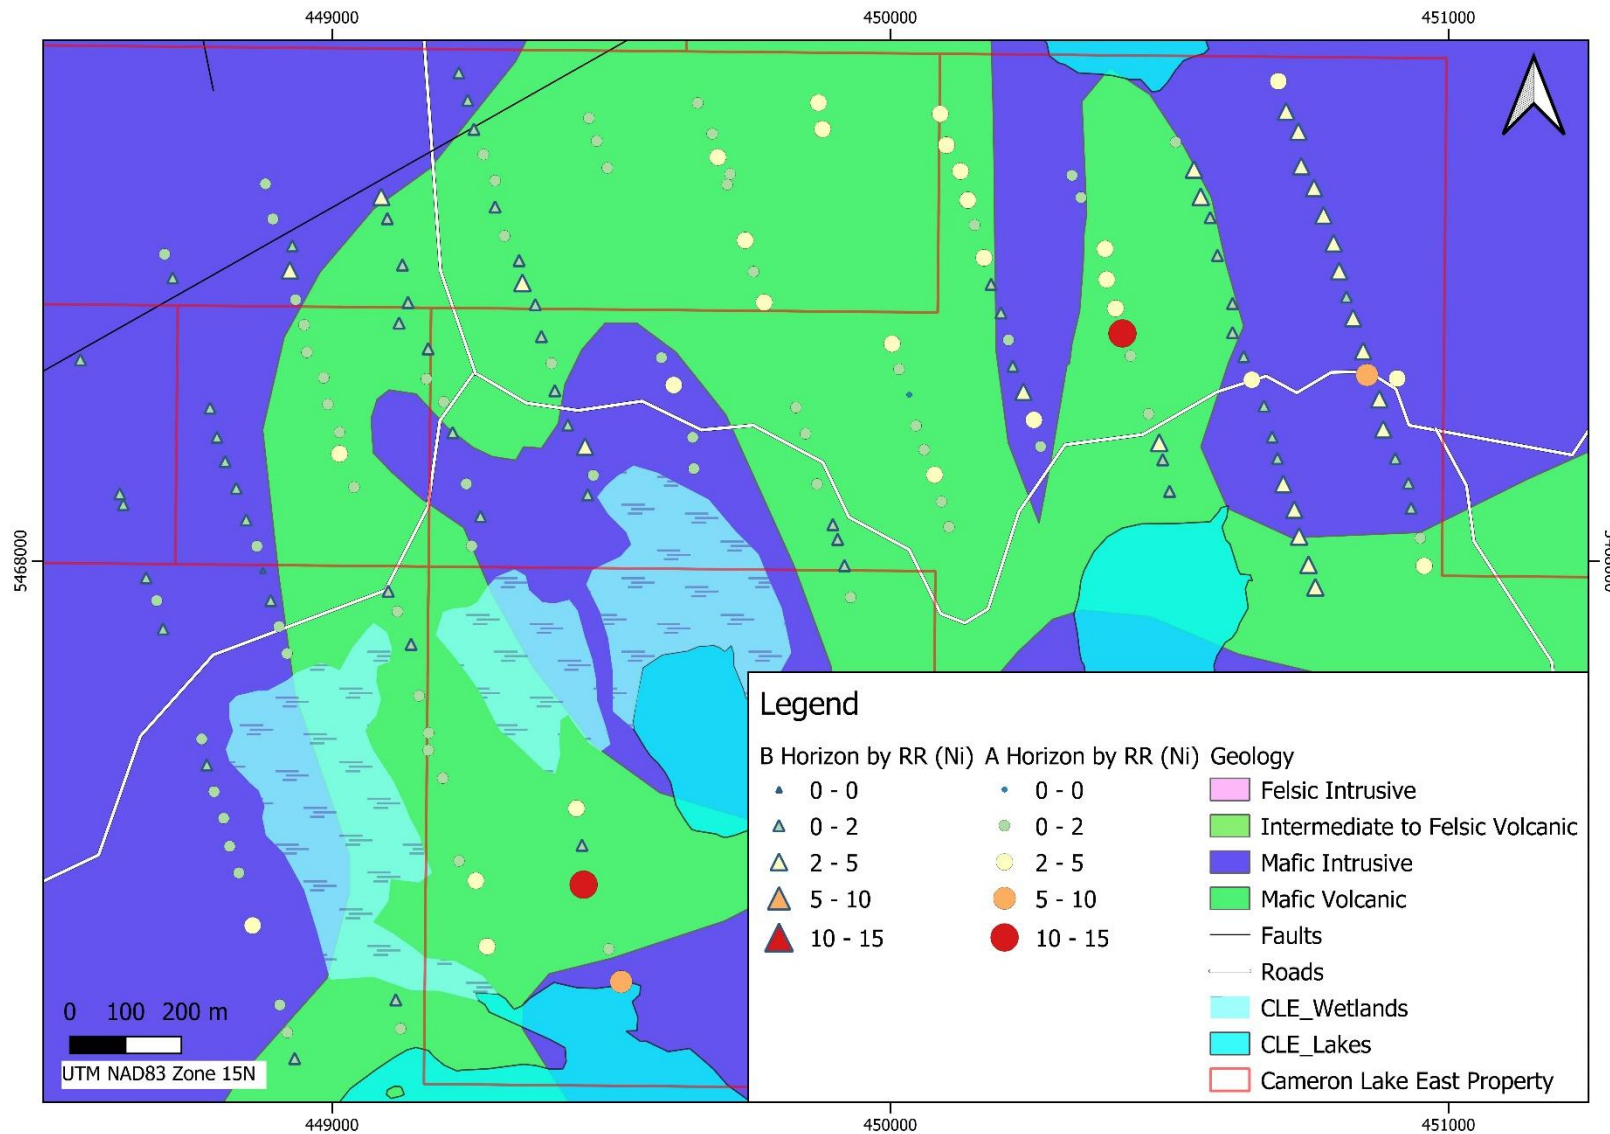 449000
450000
451000
5468000
5468000
Legend
B Horizon by RR (Ni)
0 - 0
0 - 2
2 - 5
5 - 10
10 - 15
A Horizon by RR (Ni)
0 - 0
0 - 2
2 - 5
5 - 10
10 - 15
Geology
Felsic Intrusive
Intermediate to Felsic Volcanic
Mafic Intrusive
Mafic Volcanic
Faults
Roads
CLE_Wetlands
CLE_Lakes
Cameron Lake East Property
0 100 200 m
UTM NAD83 Zone 15N
449000
450000
451000